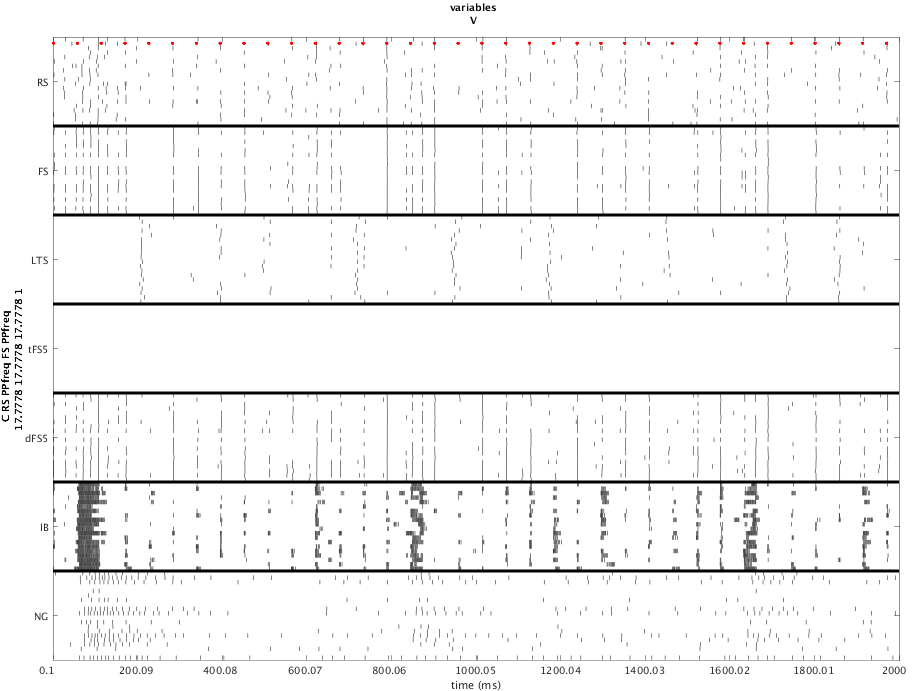 variables
V
RS
FS
LTS
tFS5
dFS5
IB
NG
C RS PPfreq FS PPfreq
17.7778 17.7778 17.7778 1
0.1 200.09 400.08 600.07 800.06 1000.05 1200.04 1400.03 1600.02 1800.01 2000
time (ms)